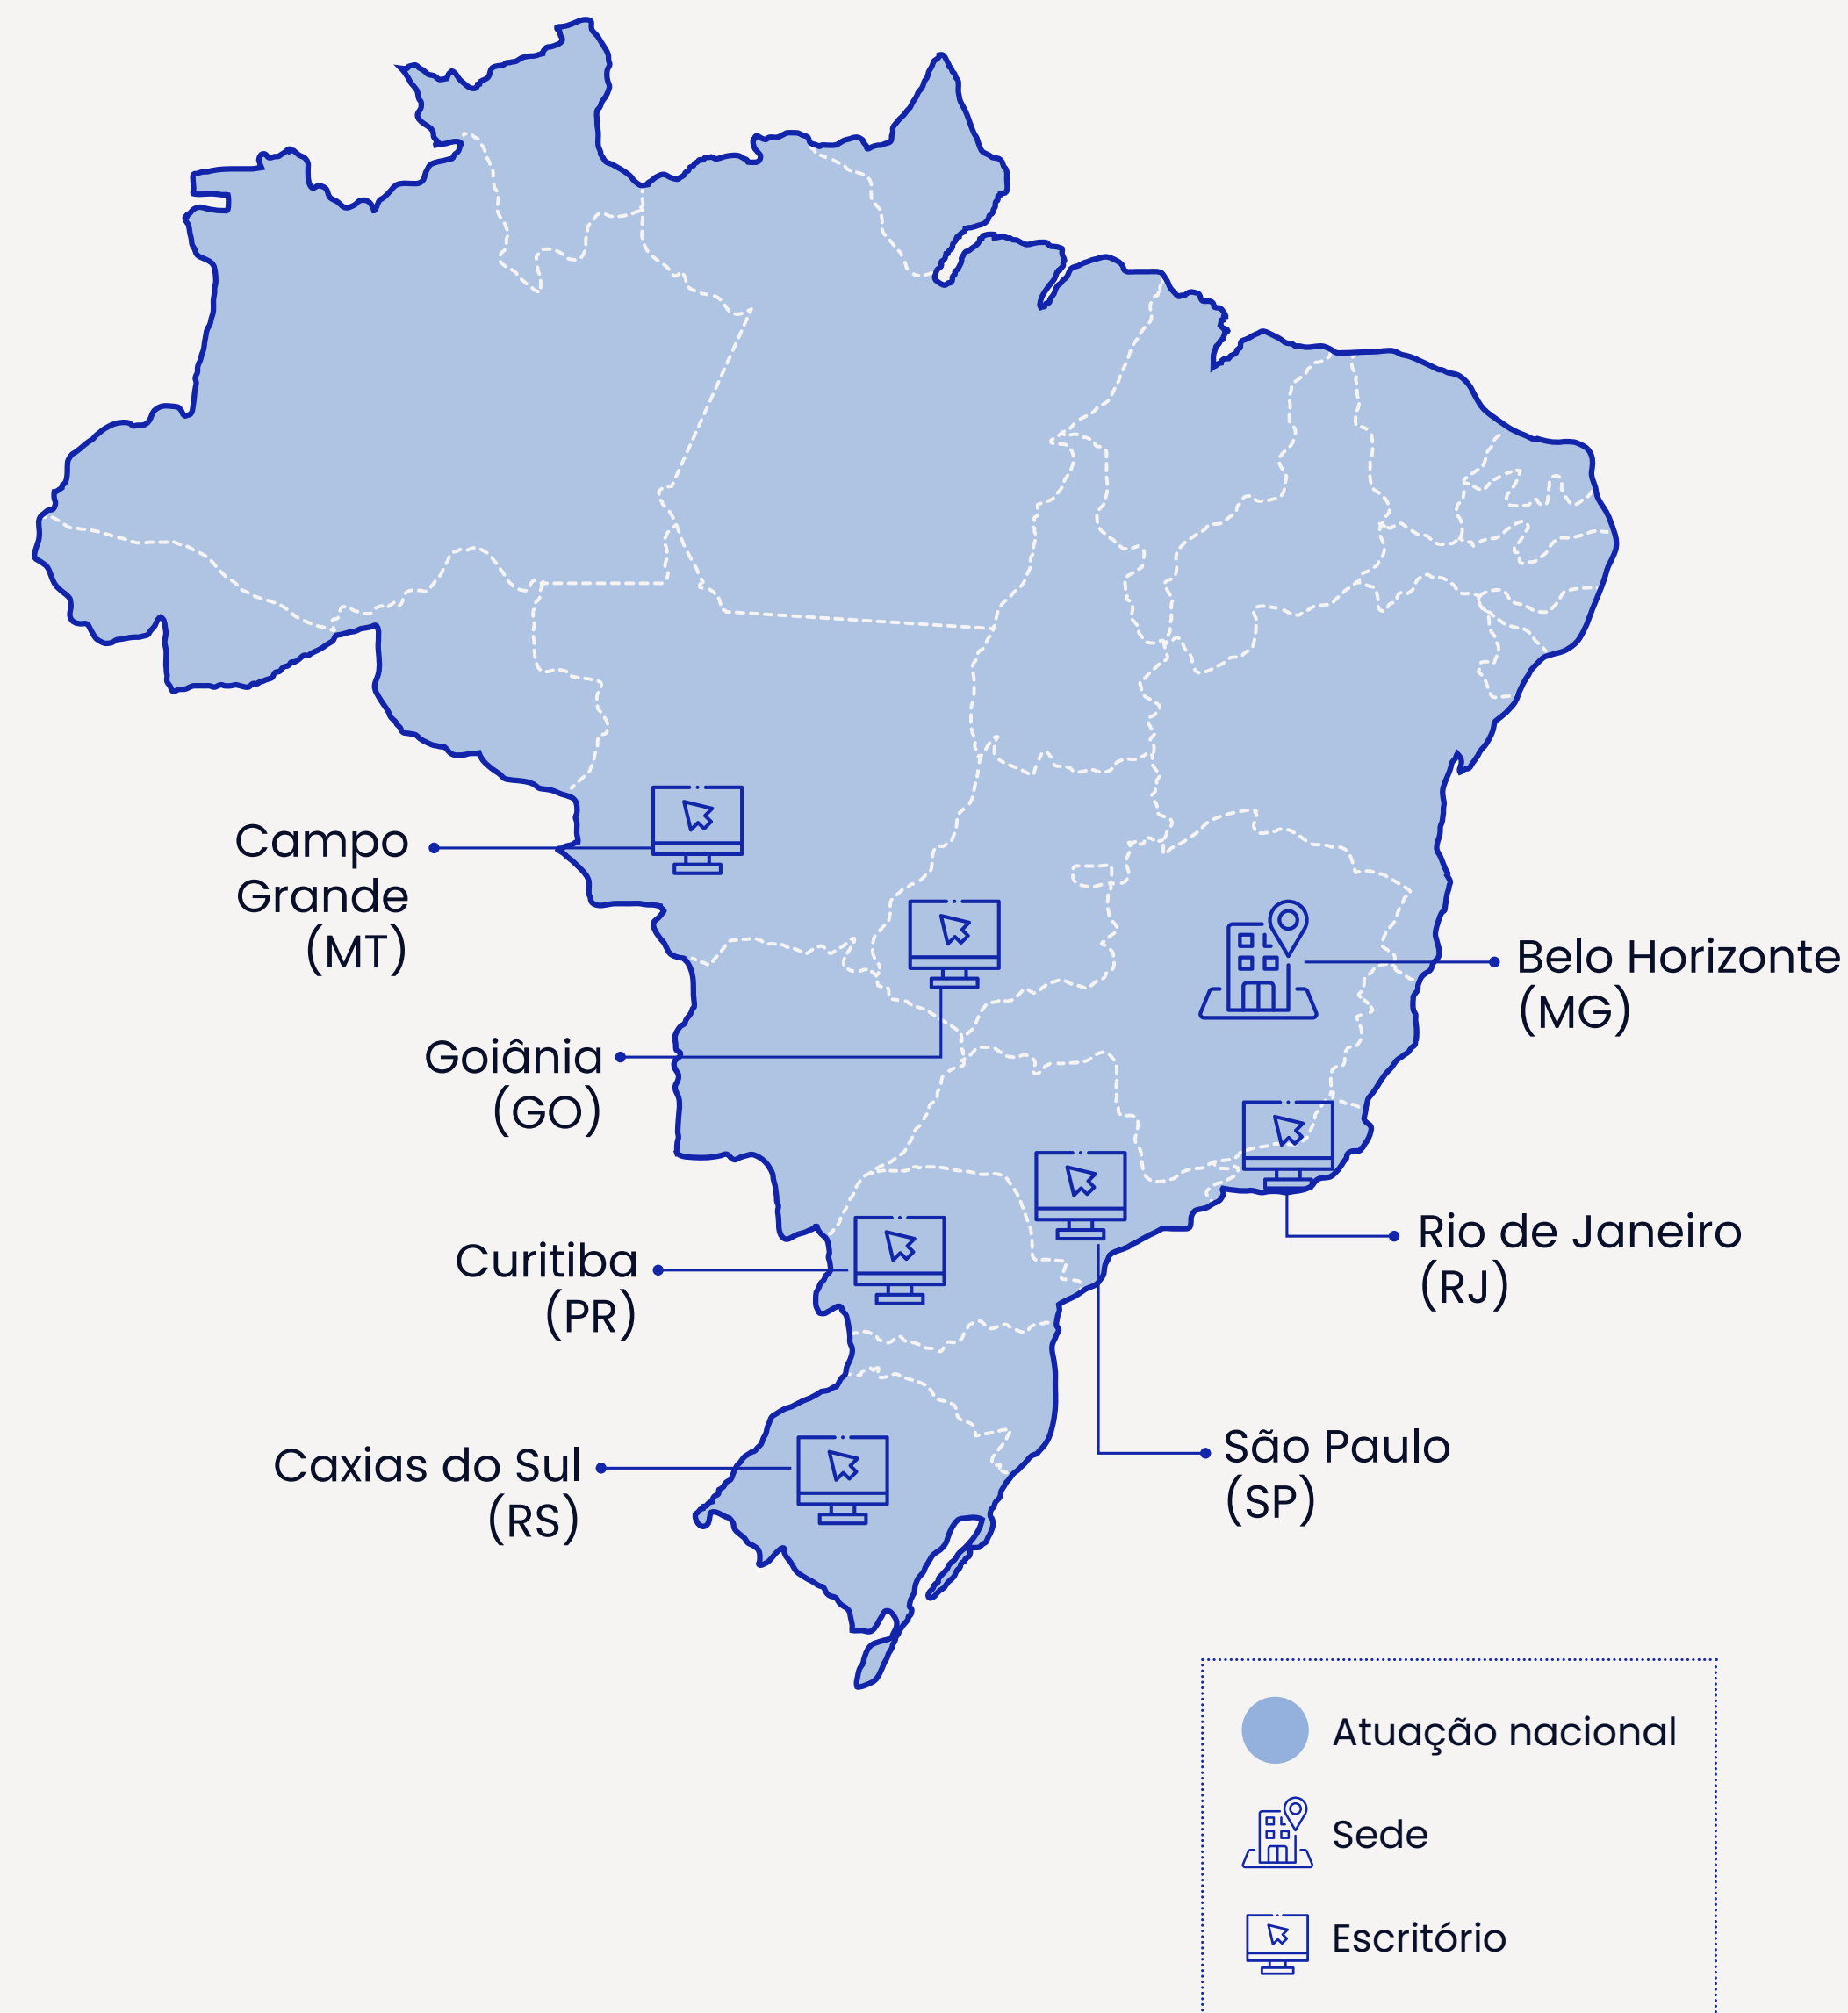 Campo
Grande
(MT)
Belo Horizonte
(MG)
Goiânia
(GO)
Rio de Janeiro
(RJ)
Curitiba
(PR)
São Paulo
(SP)
Caxias do Sul
(RS)
Atuação nacional
Sede
Escritório